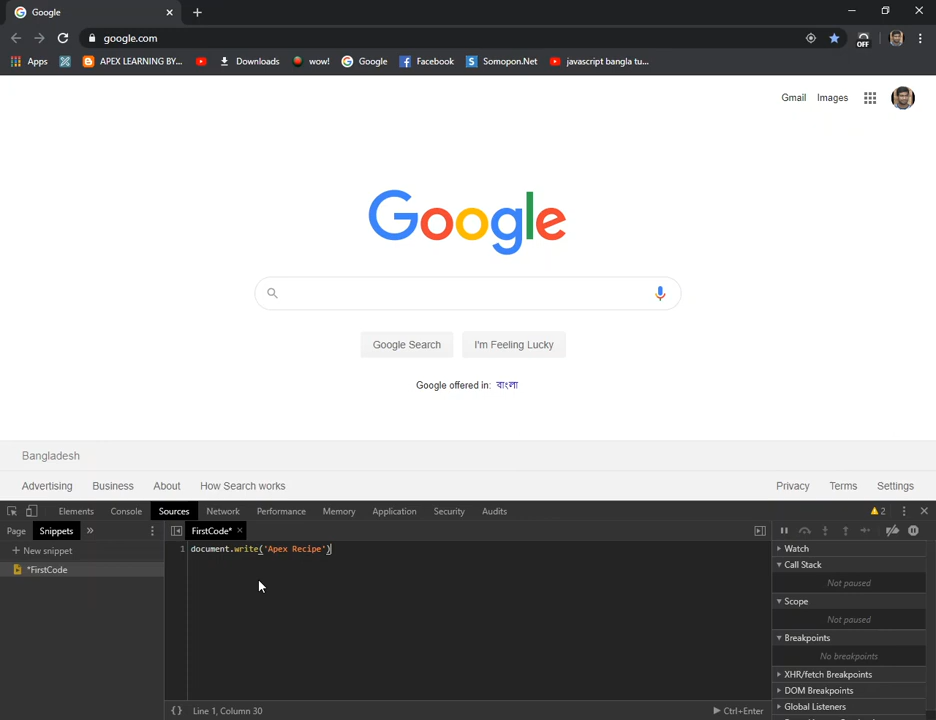 Google
google.com
Apps
APEX LEARNING BY...
Downloads
wow!
Google
Facebook
Somopon.Net
javascript bangla tu...
OFF
Gmail
Images
Google
Google Search
I'm Feeling Lucky
Google offered in: বাংলা
Bangladesh
Advertising
Business
About
How Search works
Privacy
Terms
Settings
Elements
Console
Sources
Network
Performance
Memory
Application
Security
Audits
2
Page
Snippets
»
FirstCode*
+ New snippet
*FirstCode
1 document.write('Apex Recipe')
Watch
Call Stack
Not paused
Scope
Not paused
Breakpoints
No breakpoints
XHR/fetch Breakpoints
DOM Breakpoints
Global Listeners
{} Line 1, Column 30
Ctrl+Enter